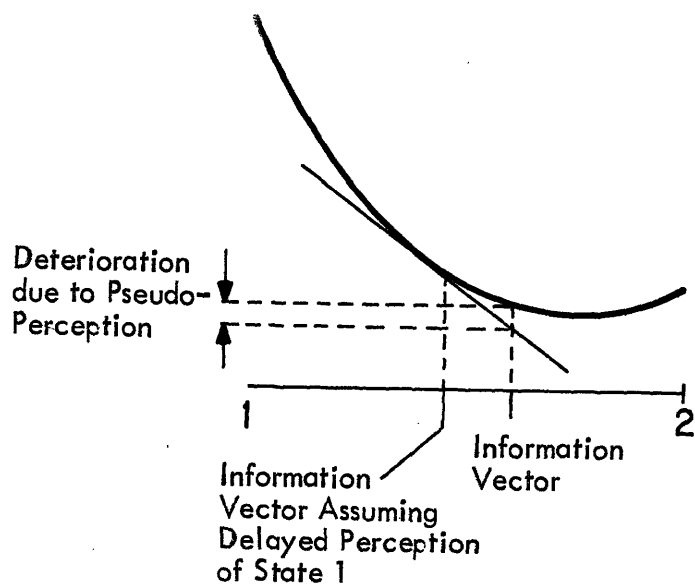 Deterioration
due to Pseudo-
Perception
1
2
Information
Vector
Information
Vector Assuming
Delayed Perception
of State 1